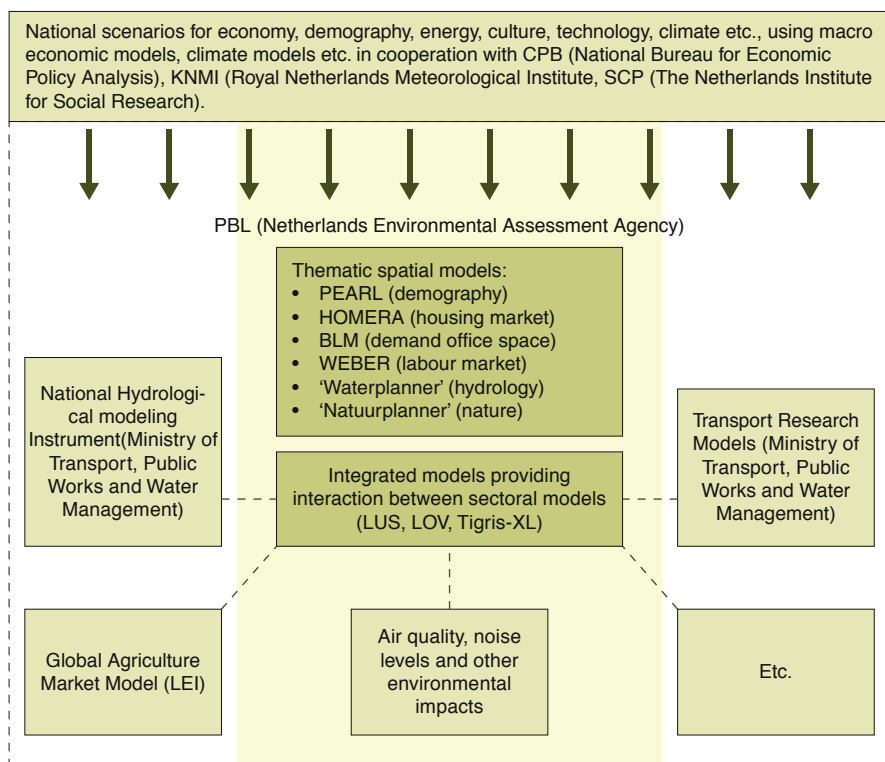 National scenarios for economy, demography, energy, culture, technology, climate etc., using macro
economic models, climate models etc. in cooperation with CPB (National Bureau for Economic
Policy Analysis), KNMI (Royal Netherlands Meteorological Institute, SCP (The Netherlands Institute
for Social Research).
PBL (Netherlands Environmental Assessment Agency)
Thematic spatial models:
• PEARL (demography)
• HOMERA (housing market)
• BLM (demand office space)
• WEBER (labour market)
• ‘Waterplanner’ (hydrology)
• ‘Natuurplanner’ (nature)
National Hydrologi-
cal modeling
Instrument(Ministry of
Transport, Public
Works and Water
Management)
Integrated models providing
interaction between sectoral models
(LUS, LOV, Tigris-XL)
Transport Research
Models (Ministry of
Transport, Public
Works and Water
Management)
Global Agriculture
Market Model (LEI)
Air quality, noise
levels and other
environmental
impacts
Etc.